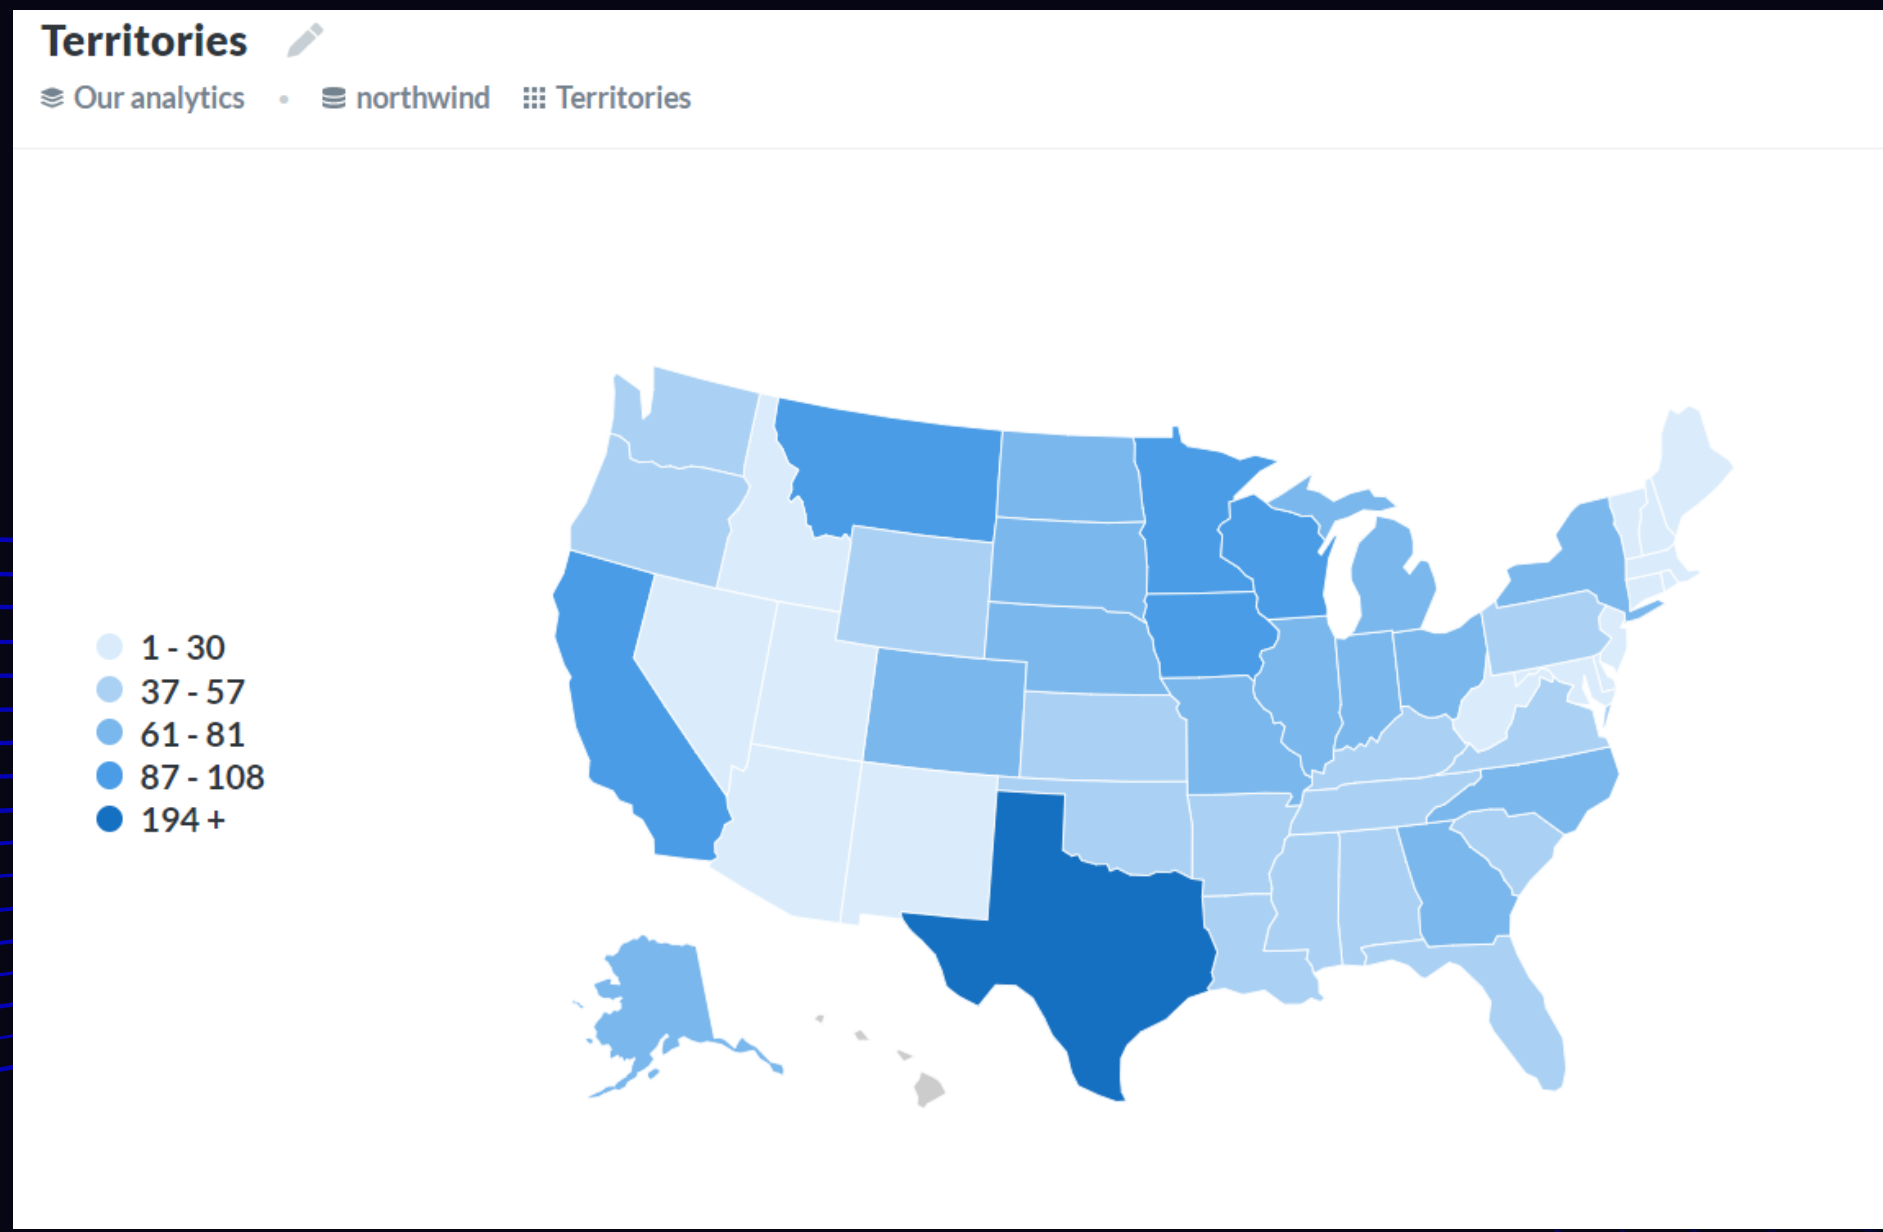 Territories
Our analytics • northwind Territories
1 - 30
37 - 57
61 - 81
87 - 108
194 +